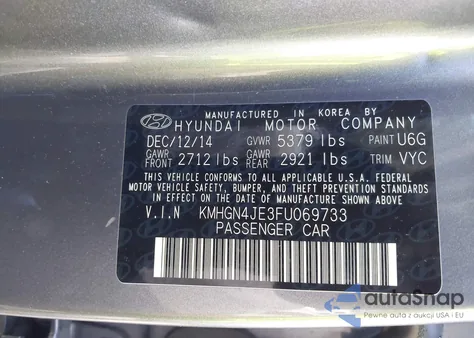 MANUFACTURED IN KOREA BY
HYUNDAI MOTOR COMPANY
DEC/12/14 GVWR 5379 lbs PAINT U6G
GAWR FRONT 2712 lbs GAWR REAR 2921 lbs TRIM VYC
THIS VEHICLE CONFORMS TO ALL APPLICABLE U.S.A. FEDERAL
MOTOR VEHICLE SAFETY, BUMPER, AND THEFT PREVENTION STANDARDS
IN EFFECT ON THE DATE OF MANUFACTURE SHOWN ABOVE.
V.I.N KMHGN4JE3FU069733
PASSENGER CAR
autoSnap
Pewne auta z aukcji USA i EU